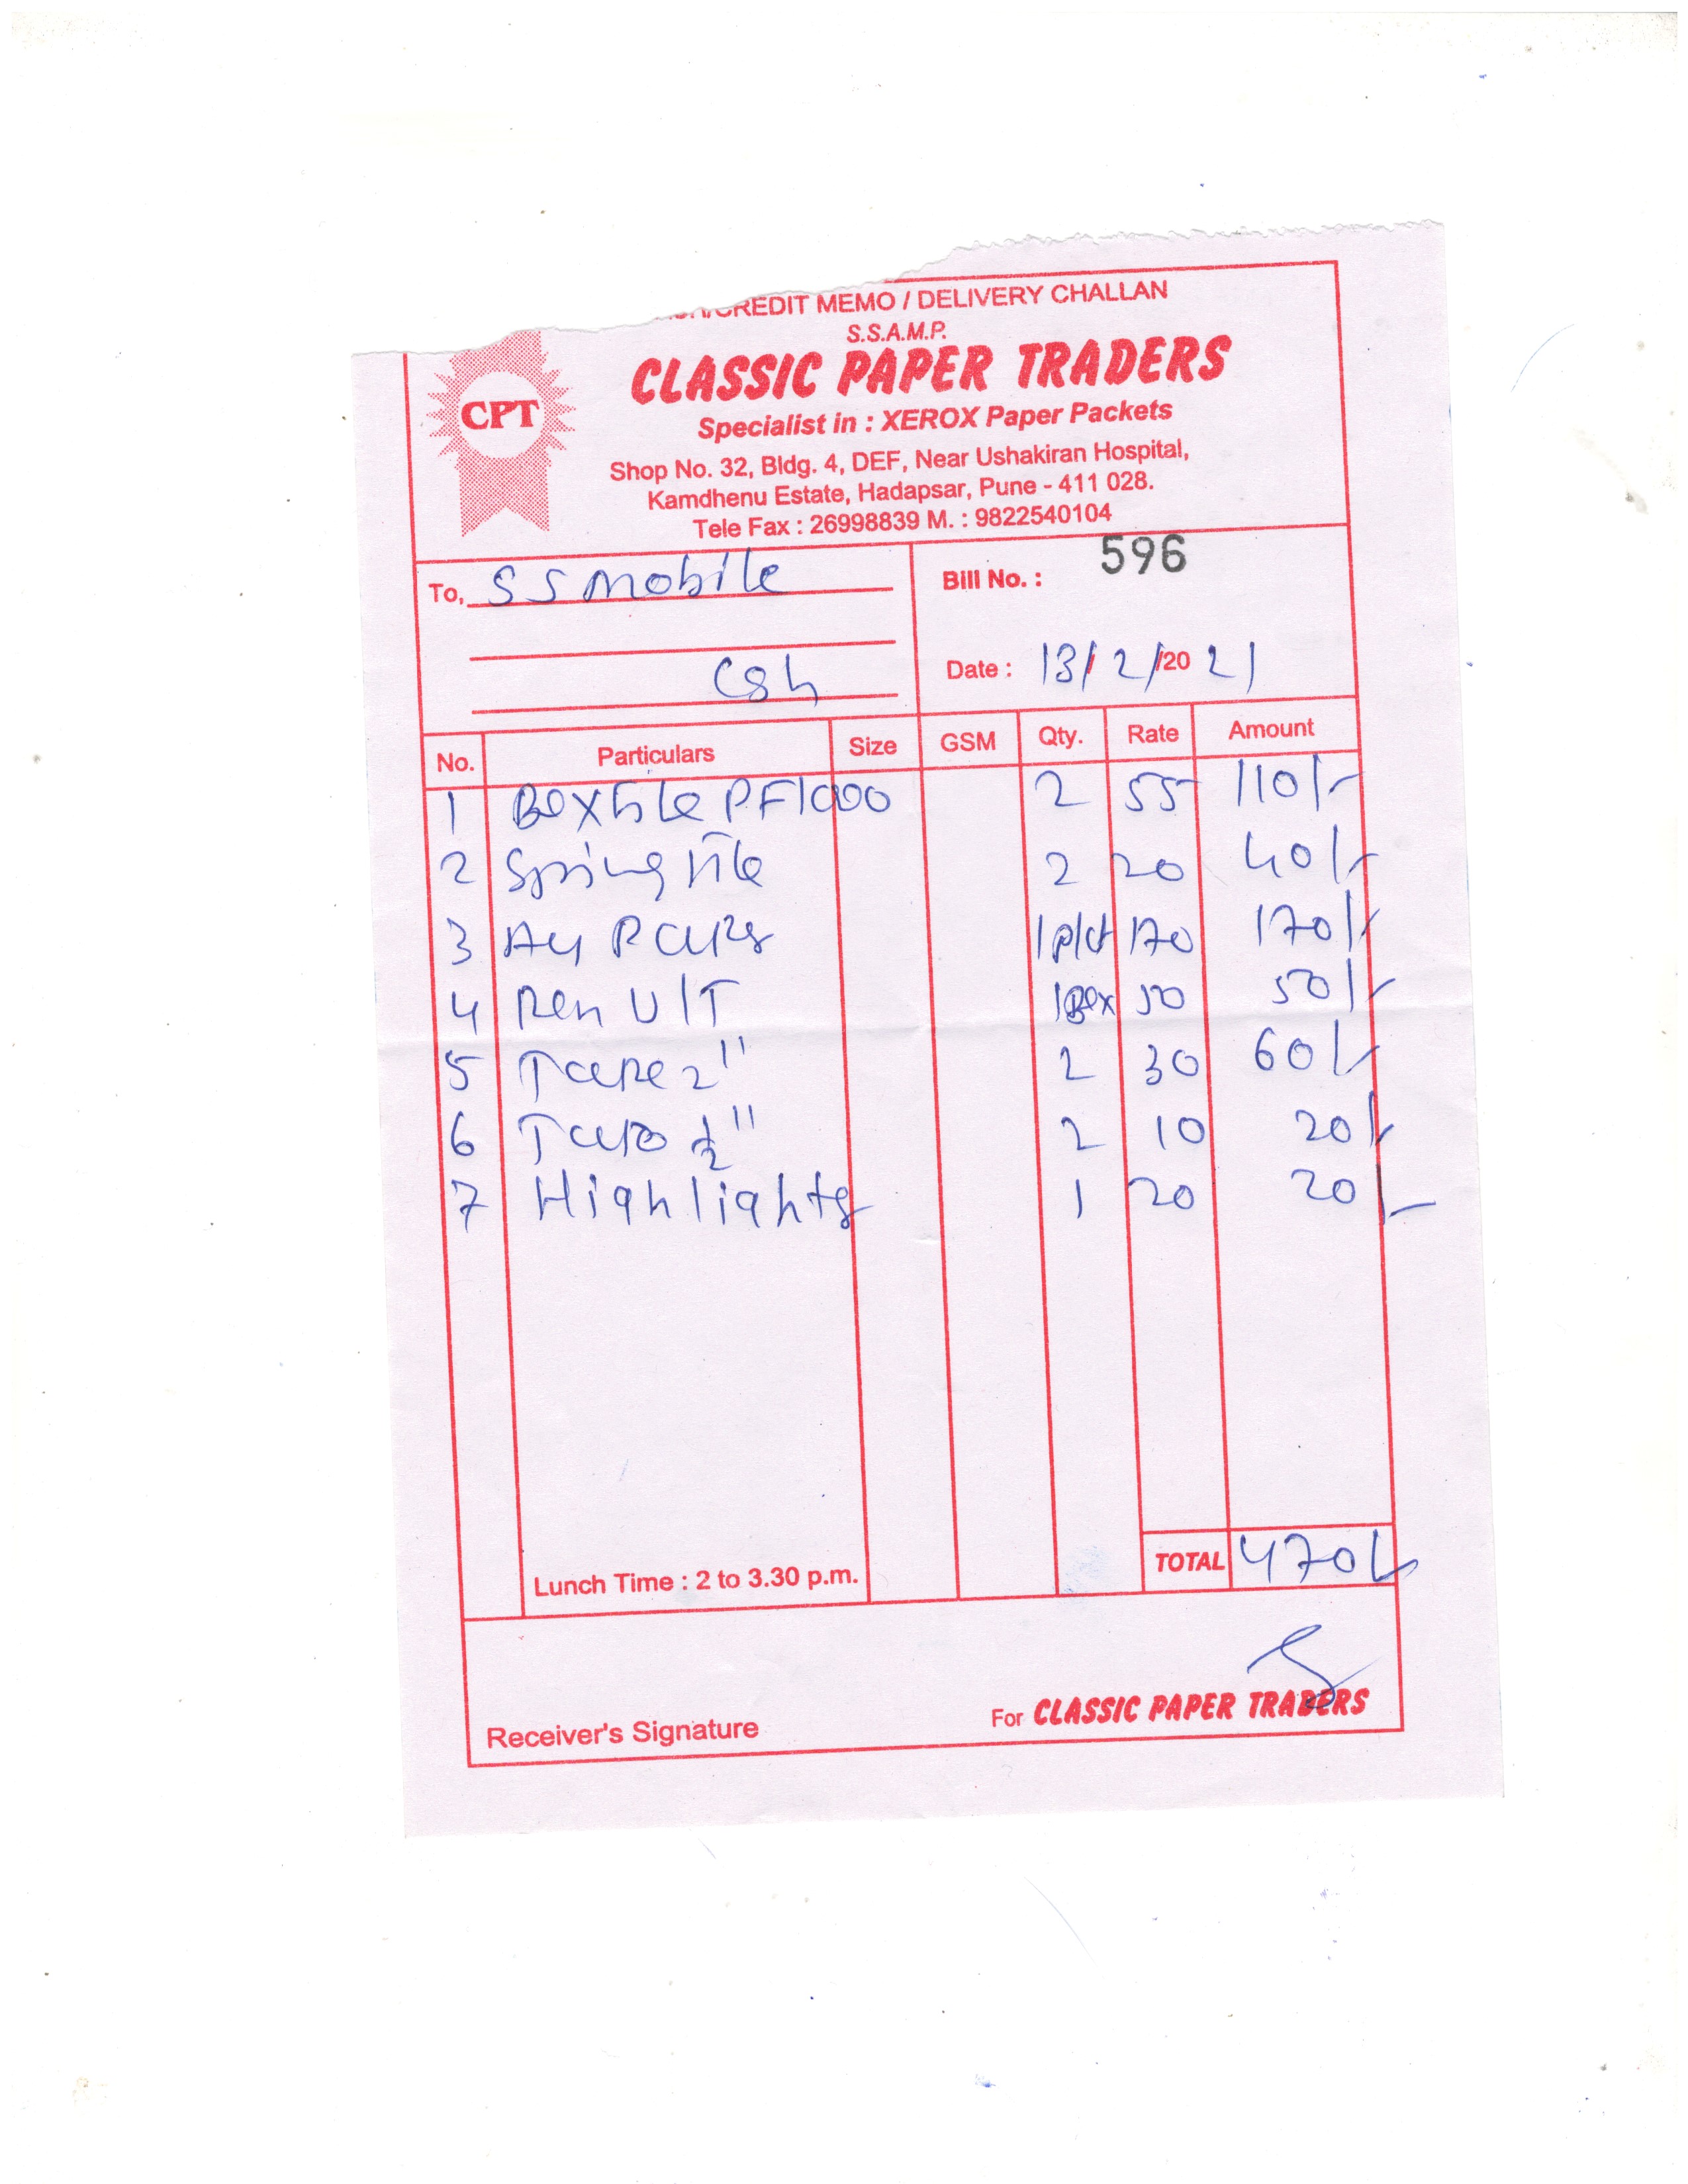 CREDIT MEMO / DELIVERY CHALLAN
S.S.A.M.P.
CLASSIC PAPER TRADERS
CPT
Specialist in : XEROX Paper Packets
Shop No. 32, Bldg. 4, DEF, Near Ushakiran Hospital,
Kamdhenu Estate, Hadapsar, Pune - 411 028.
Tele Fax : 26998839 M. : 9822540104
To, SS Mobile
Bill No. : 596
Csh
Date : 13/2/2021
No. Particulars Size GSM Qty. Rate Amount
1 Box file PF1000 2 55 110/-
2 Spring file 2 20 40/-
3 A4 Paper 1 pkt 170 170/-
4 Pen U/T 1 Box 50 50/-
5 Tape 2" 2 30 60/-
6 Tape ½" 2 10 20/-
7 Highlighter 1 20 20/-
Lunch Time : 2 to 3.30 p.m.
TOTAL 470/-
Receiver's Signature
For CLASSIC PAPER TRADERS